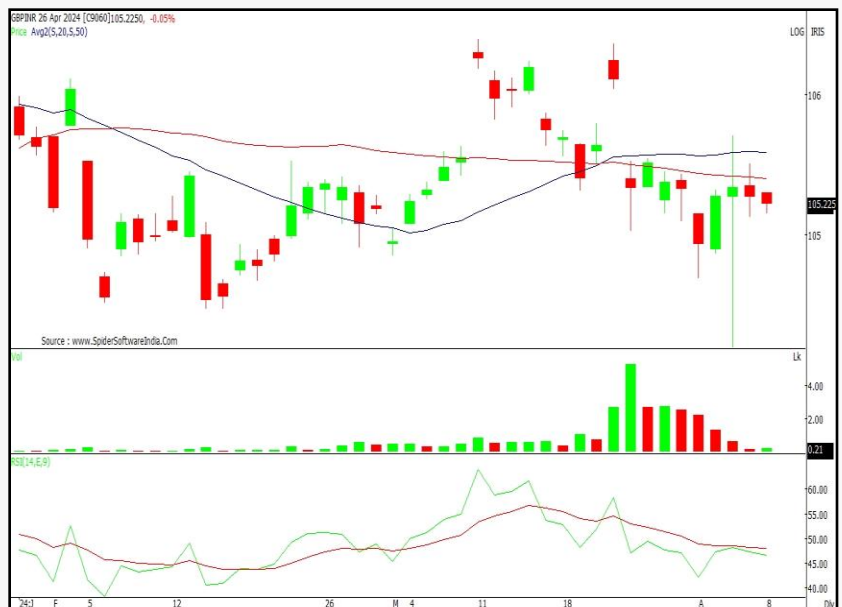 GBPINR 26 Apr 2024 [C9060]105.2250, -0.05%
Price Avg2(S,20,S,50)
LOG IRIS
106
105.225
105
Source : www.SpiderSoftwareIndia.Com
Vol
Lk
4.00
2.00
0.21
RSI(14,E,9)
60.00
55.00
50.00
45.00
40.00
24:J F 5 12 26 M 4 11 18 A 8 Dly